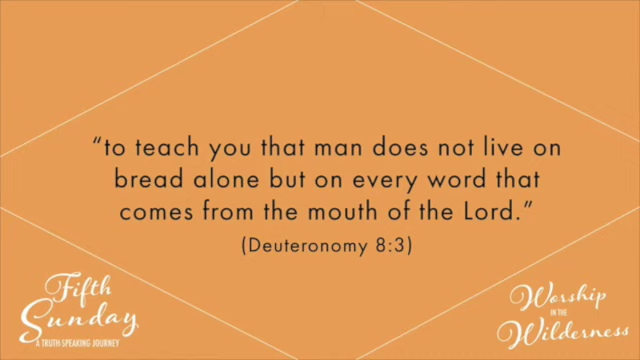 “to teach you that man does not live on
bread alone but on every word that
comes from the mouth of the Lord.”
(Deuteronomy 8:3)
Fifth
Sunday
A TRUTH-SPEAKING JOURNEY
Worship
IN THE
Wilderness